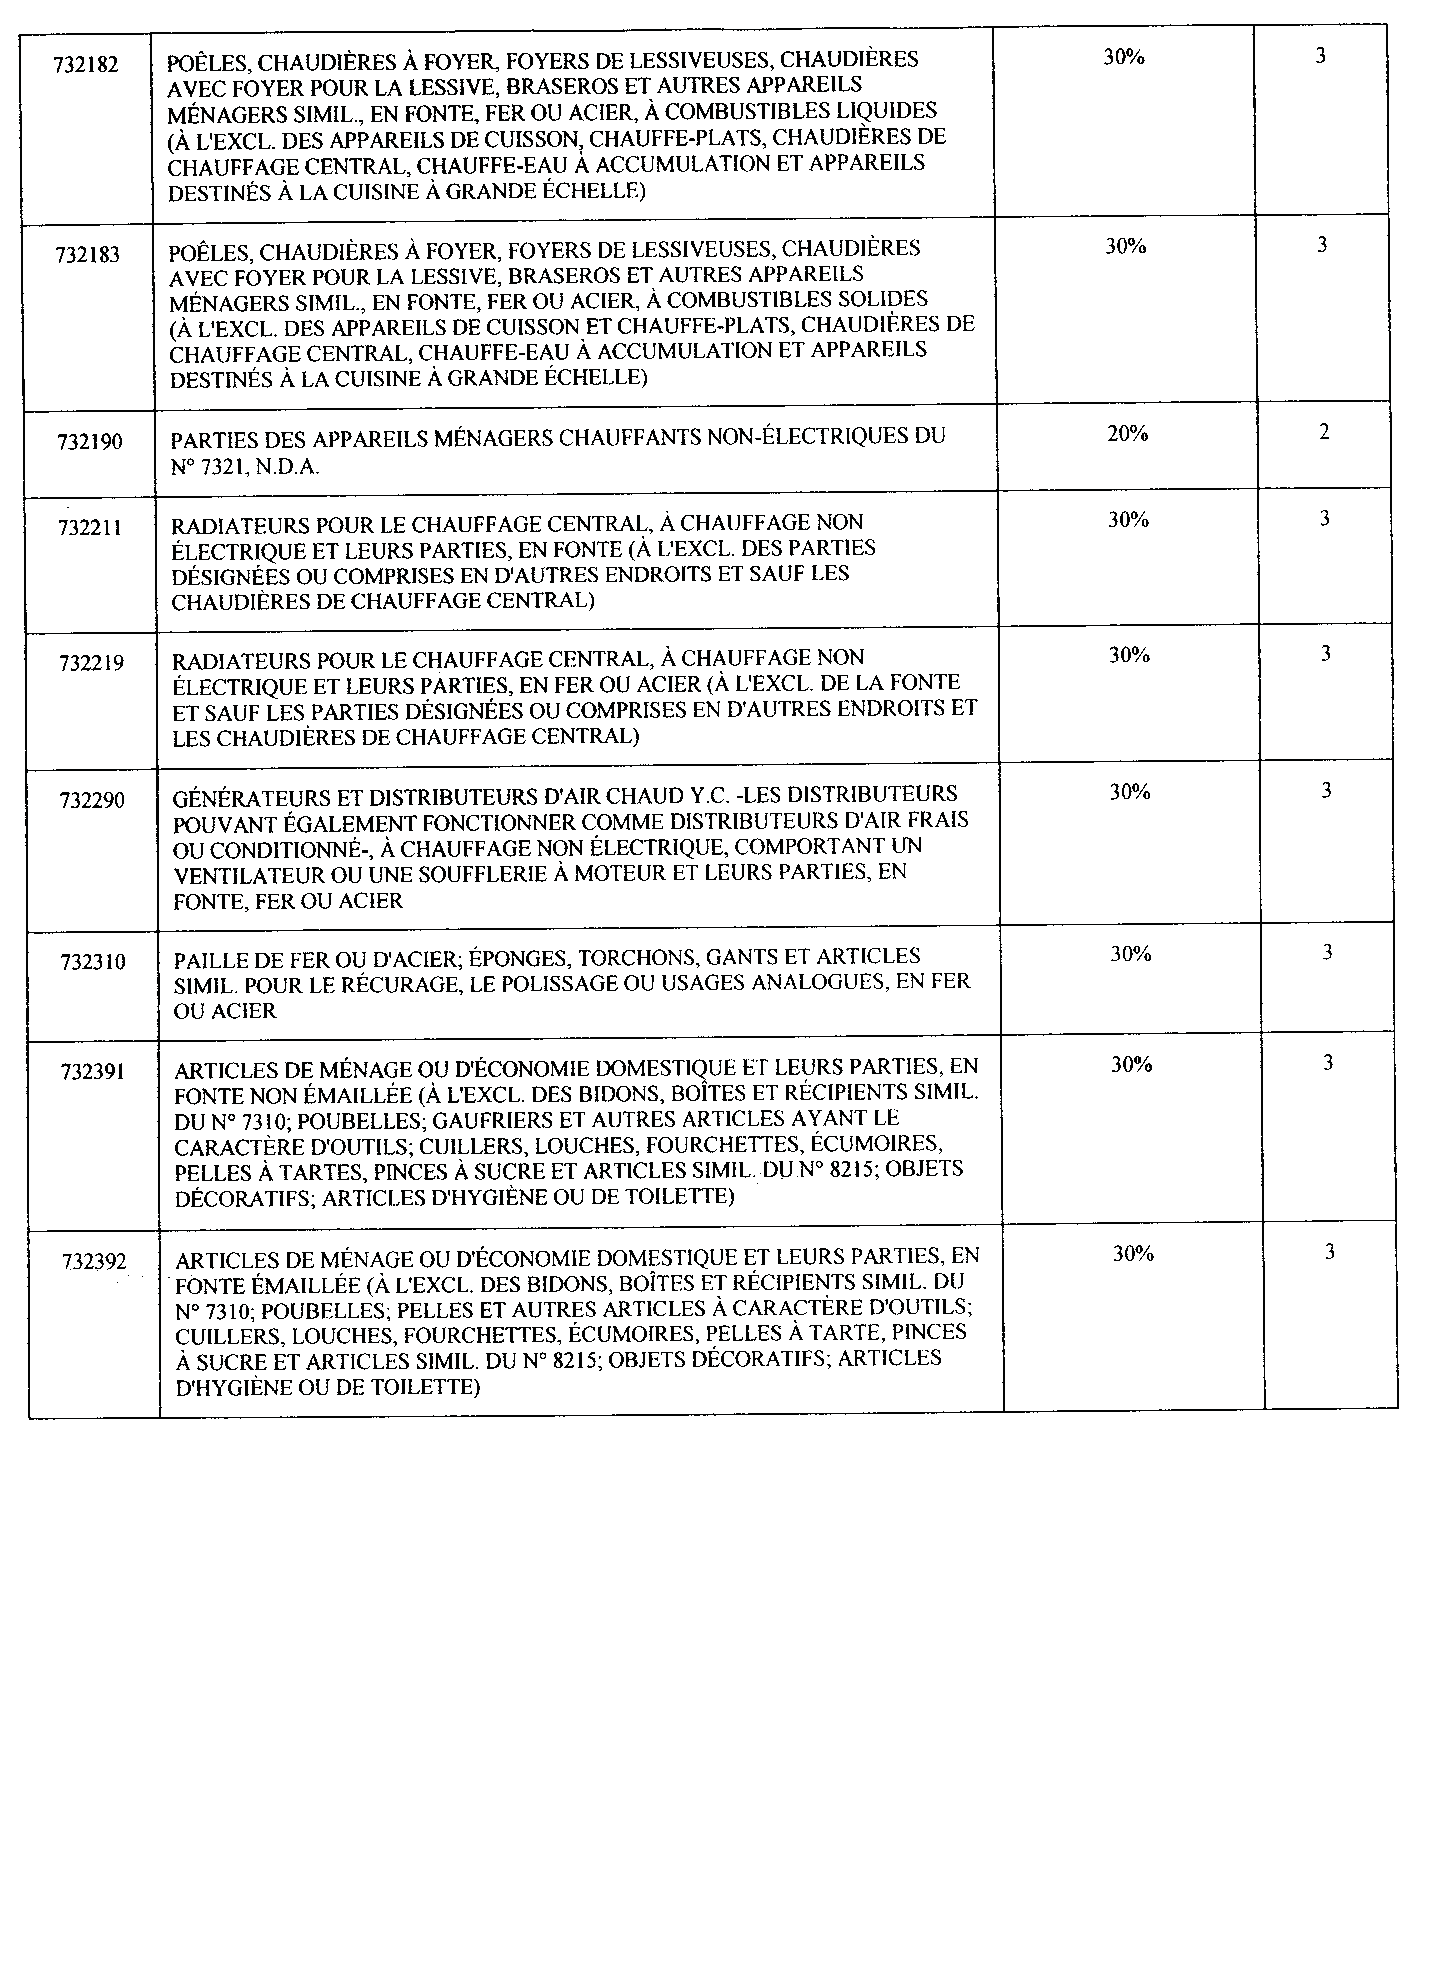 732182 POÊLES, CHAUDIÈRES À FOYER, FOYERS DE LESSIVEUSES, CHAUDIÈRES 30% 3
AVEC FOYER POUR LA LESSIVE, BRASEROS ET AUTRES APPAREILS
MÉNAGERS SIMIL., EN FONTE, FER OU ACIER, À COMBUSTIBLES LIQUIDES
(À L'EXCL. DES APPAREILS DE CUISSON, CHAUFFE-PLATS, CHAUDIÈRES DE
CHAUFFAGE CENTRAL, CHAUFFE-EAU À ACCUMULATION ET APPAREILS
DESTINÉS À LA CUISINE À GRANDE ÉCHELLE)
732183 POÊLES, CHAUDIÈRES À FOYER, FOYERS DE LESSIVEUSES, CHAUDIÈRES 30% 3
AVEC FOYER POUR LA LESSIVE, BRASEROS ET AUTRES APPAREILS
MÉNAGERS SIMIL., EN FONTE, FER OU ACIER, À COMBUSTIBLES SOLIDES
(À L'EXCL. DES APPAREILS DE CUISSON ET CHAUFFE-PLATS, CHAUDIÈRES DE
CHAUFFAGE CENTRAL, CHAUFFE-EAU À ACCUMULATION ET APPAREILS
DESTINÉS À LA CUISINE À GRANDE ÉCHELLE)
732190 PARTIES DES APPAREILS MÉNAGERS CHAUFFANTS NON-ÉLECTRIQUES DU 20% 2
N° 7321, N.D.A.
732211 RADIATEURS POUR LE CHAUFFAGE CENTRAL, À CHAUFFAGE NON 30% 3
ÉLECTRIQUE ET LEURS PARTIES, EN FONTE (À L'EXCL. DES PARTIES
DÉSIGNÉES OU COMPRISES EN D'AUTRES ENDROITS ET SAUF LES
CHAUDIÈRES DE CHAUFFAGE CENTRAL)
732219 RADIATEURS POUR LE CHAUFFAGE CENTRAL, À CHAUFFAGE NON 30% 3
ÉLECTRIQUE ET LEURS PARTIES, EN FER OU ACIER (À L'EXCL. DE LA FONTE
ET SAUF LES PARTIES DÉSIGNÉES OU COMPRISES EN D'AUTRES ENDROITS ET
LES CHAUDIÈRES DE CHAUFFAGE CENTRAL)
732290 GÉNÉRATEURS ET DISTRIBUTEURS D'AIR CHAUD Y.C. -LES DISTRIBUTEURS 30% 3
POUVANT ÉGALEMENT FONCTIONNER COMME DISTRIBUTEURS D'AIR FRAIS
OU CONDITIONNÉ-, À CHAUFFAGE NON ÉLECTRIQUE, COMPORTANT UN
VENTILATEUR OU UNE SOUFFLERIE À MOTEUR ET LEURS PARTIES, EN
FONTE, FER OU ACIER
732310 PAILLE DE FER OU D'ACIER; ÉPONGES, TORCHONS, GANTS ET ARTICLES 30% 3
SIMIL. POUR LE RÉCURAGE, LE POLISSAGE OU USAGES ANALOGUES, EN FER
OU ACIER
732391 ARTICLES DE MÉNAGE OU D'ÉCONOMIE DOMESTIQUE ET LEURS PARTIES, EN 30% 3
FONTE NON ÉMAILLÉE (À L'EXCL. DES BIDONS, BOÎTES ET RÉCIPIENTS SIMIL.
DU N° 7310; POUBELLES; GAUFRIERS ET AUTRES ARTICLES AYANT LE
CARACTÈRE D'OUTILS; CUILLERS, LOUCHES, FOURCHETTES, ÉCUMOIRES,
PELLES À TARTES, PINCES À SUCRE ET ARTICLES SIMIL. DU N° 8215; OBJETS
DÉCORATIFS; ARTICLES D'HYGIÈNE OU DE TOILETTE)
732392 ARTICLES DE MÉNAGE OU D'ÉCONOMIE DOMESTIQUE ET LEURS PARTIES, EN 30% 3
FONTE ÉMAILLÉE (À L'EXCL. DES BIDONS, BOÎTES ET RÉCIPIENTS SIMIL. DU
N° 7310; POUBELLES; PELLES ET AUTRES ARTICLES À CARACTÈRE D'OUTILS;
CUILLERS, LOUCHES, FOURCHETTES, ÉCUMOIRES, PELLES À TARTE, PINCES
À SUCRE ET ARTICLES SIMIL. DU N° 8215; OBJETS DÉCORATIFS; ARTICLES
D'HYGIÈNE OU DE TOILETTE)